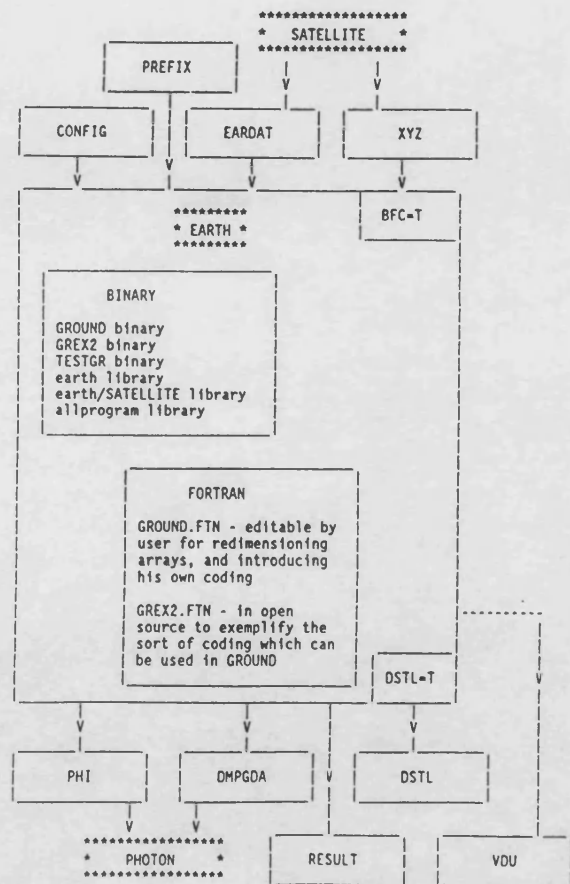 * SATELLITE *
PREFIX
CONFIG
EARDAT
XYZ
* EARTH *
BFC=T
BINARY
GROUND binary
GREX2 binary
TESTGR binary
earth library
earth/SATELLITE library
allprogram library
FORTRAN
GROUND.FTN - editable by
user for redimensioning
arrays, and introducing
his own coding
GREX2.FTN - in open
source to exemplify the
sort of coding which can
be used in GROUND
DSTL=T
PHI
DMPGDA
DSTL
* PHOTON *
RESULT
VDU